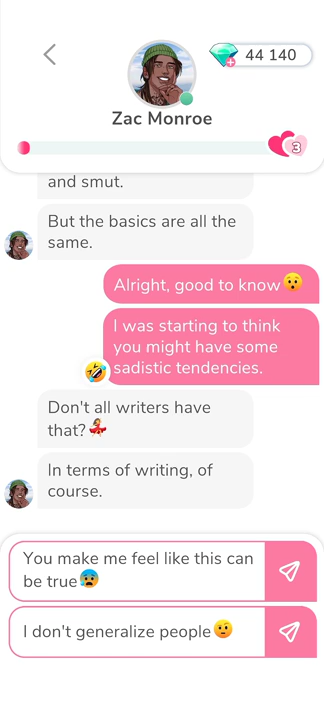 44 140
Zac Monroe
3
and smut.
But the basics are all the
same.
Alright, good to know😯
I was starting to think
you might have some
sadistic tendencies.
Don't all writers have
that?💃
In terms of writing, of
course.
You make me feel like this can
be true😰
I don't generalize people😐